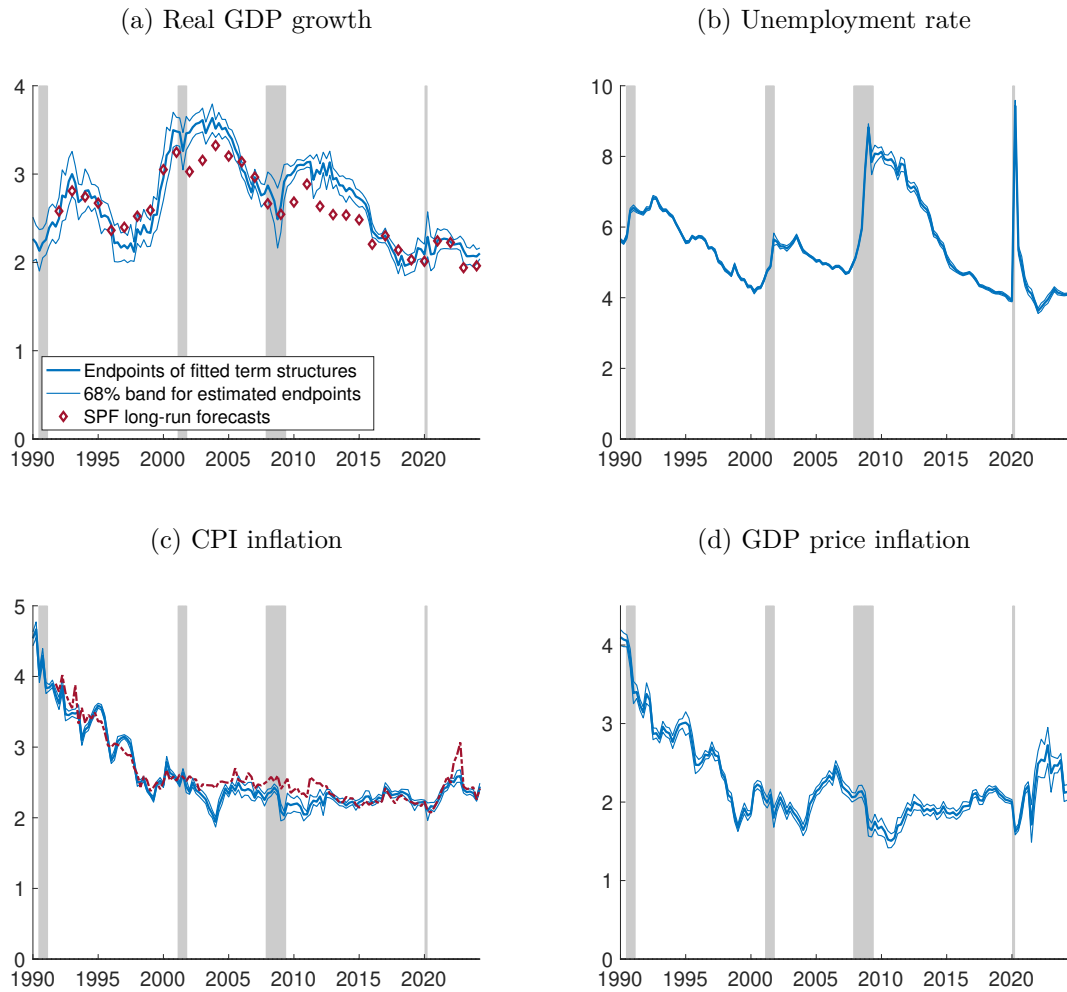 (a) Real GDP growth
4
3
2
1
0
1990 1995 2000 2005 2010 2015 2020
Endpoints of fitted term structures
68% band for estimated endpoints
SPF long-run forecasts
(b) Unemployment rate
10
8
6
4
2
0
1990 1995 2000 2005 2010 2015 2020
(c) CPI inflation
5
4
3
2
1
0
1990 1995 2000 2005 2010 2015 2020
(d) GDP price inflation
4
3
2
1
0
1990 1995 2000 2005 2010 2015 2020